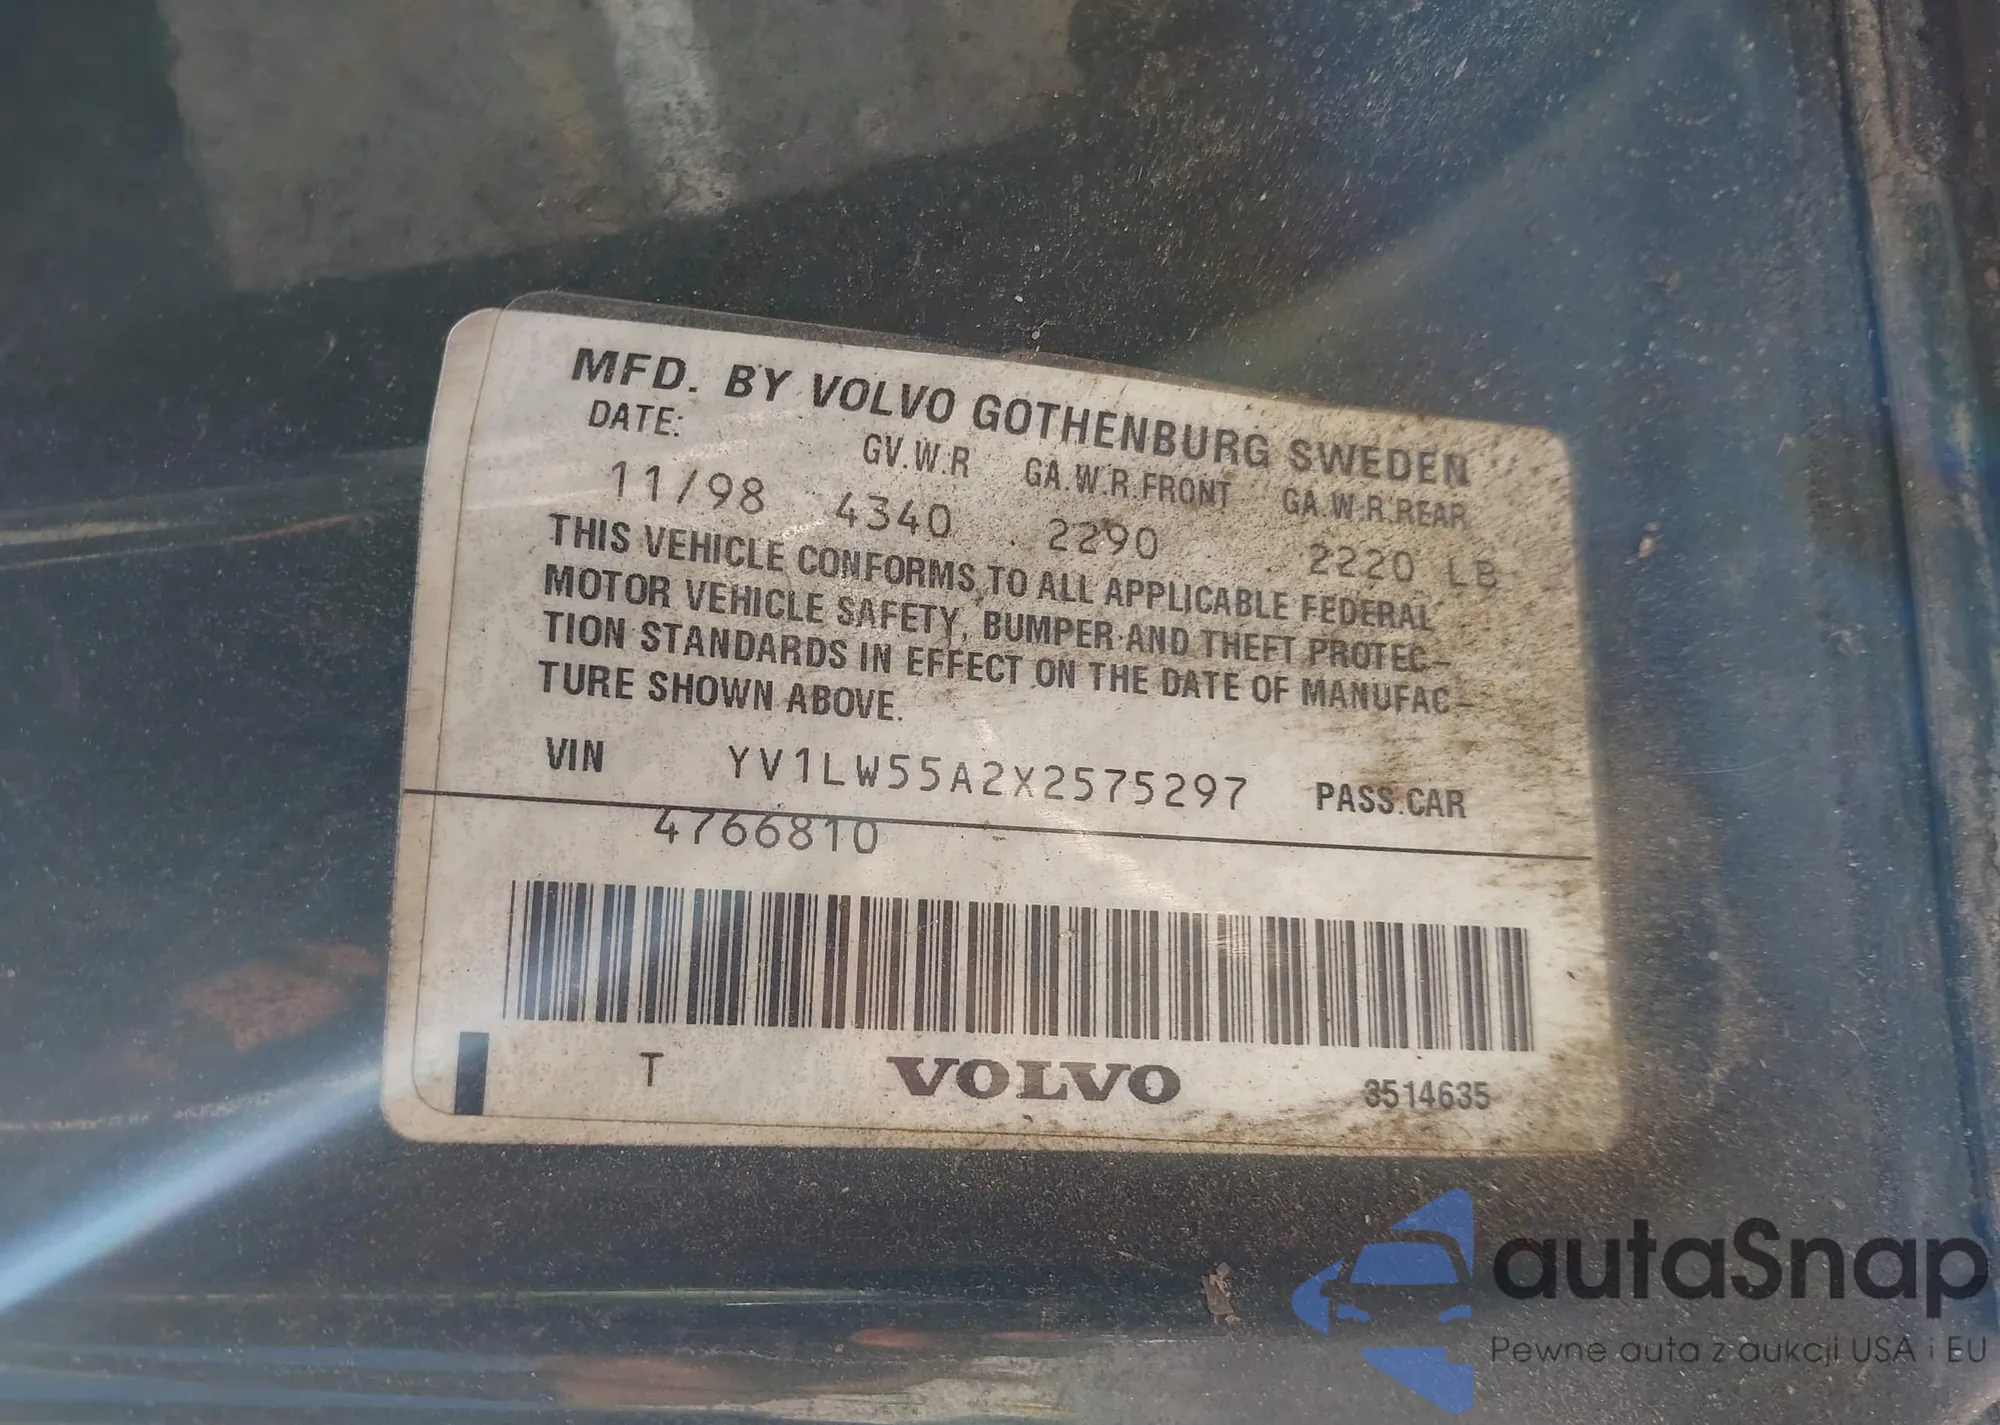 MFD. BY VOLVO GOTHENBURG SWEDEN
DATE: GV.W.R GA.W.R.FRONT GA.W.R.REAR
11/98 4340 2290 2220 LB
THIS VEHICLE CONFORMS TO ALL APPLICABLE FEDERAL
MOTOR VEHICLE SAFETY, BUMPER AND THEFT PROTEC-
TION STANDARDS IN EFFECT ON THE DATE OF MANUFAC-
TURE SHOWN ABOVE.
VIN YV1LW55A2X2575297 PASS.CAR
4766810
T VOLVO 3514635
autaSnap
Pewne auta z aukcji USA i EU